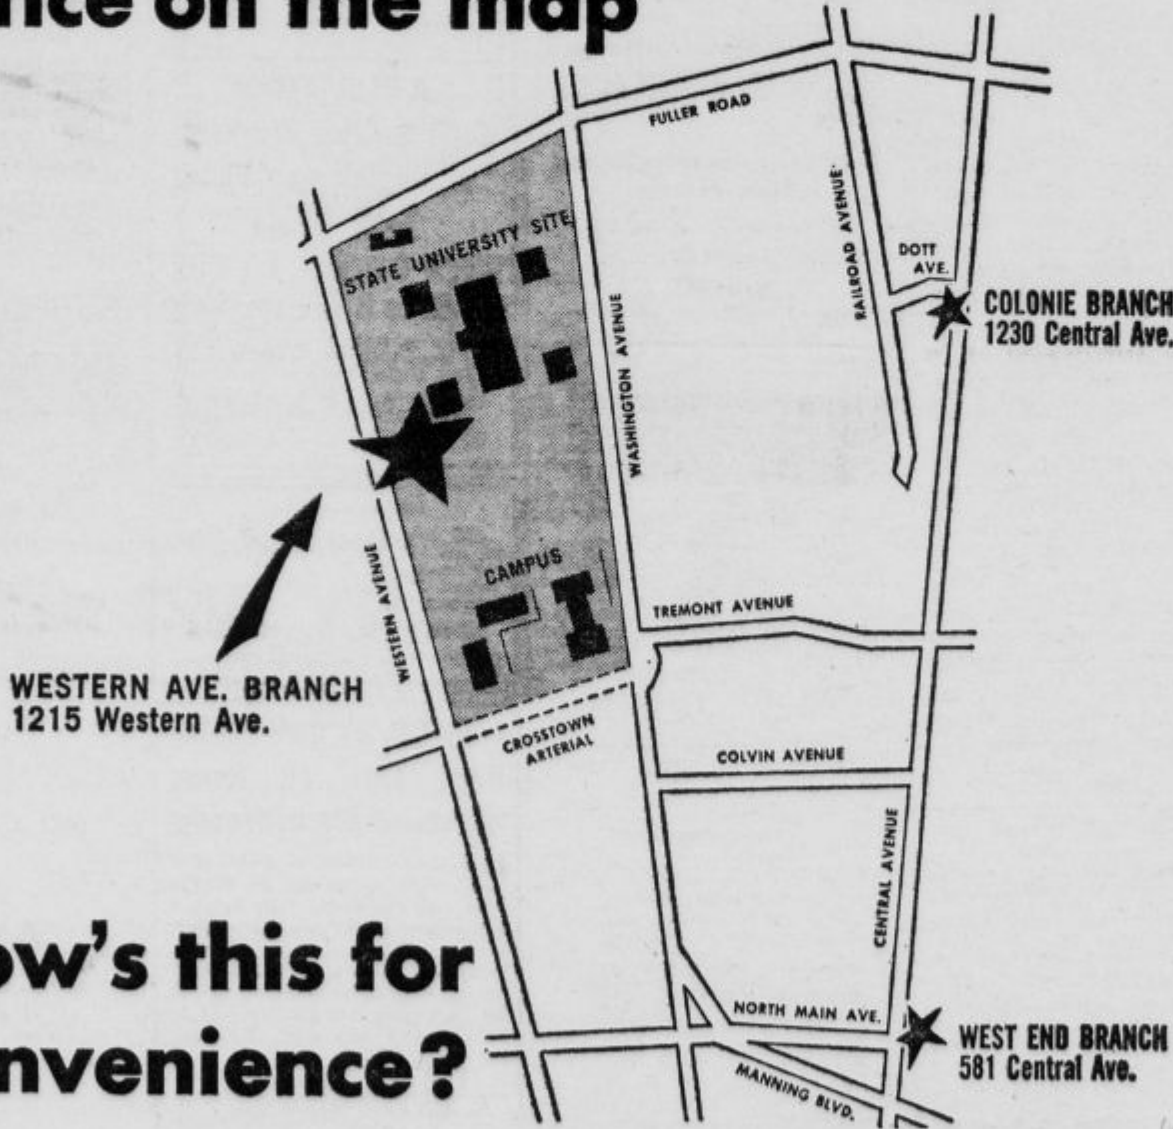 on the map
FULLER ROAD
STATE UNIVERSITY SITE
RAILROAD AVENUE
DOTT
AVE.
COLONIE BRANCH
1230 Central Ave.
WASHINGTON AVENUE
WESTERN AVENUE
CAMPUS
TREMONT AVENUE
WESTERN AVE. BRANCH
1215 Western Ave.
CROSSTOWN
ARTERIAL
COLVIN AVENUE
CENTRAL AVENUE
ow's this for
nvenience?
NORTH MAIN AVE.
WEST END BRANCH
581 Central Ave.
MANNING BLVD.